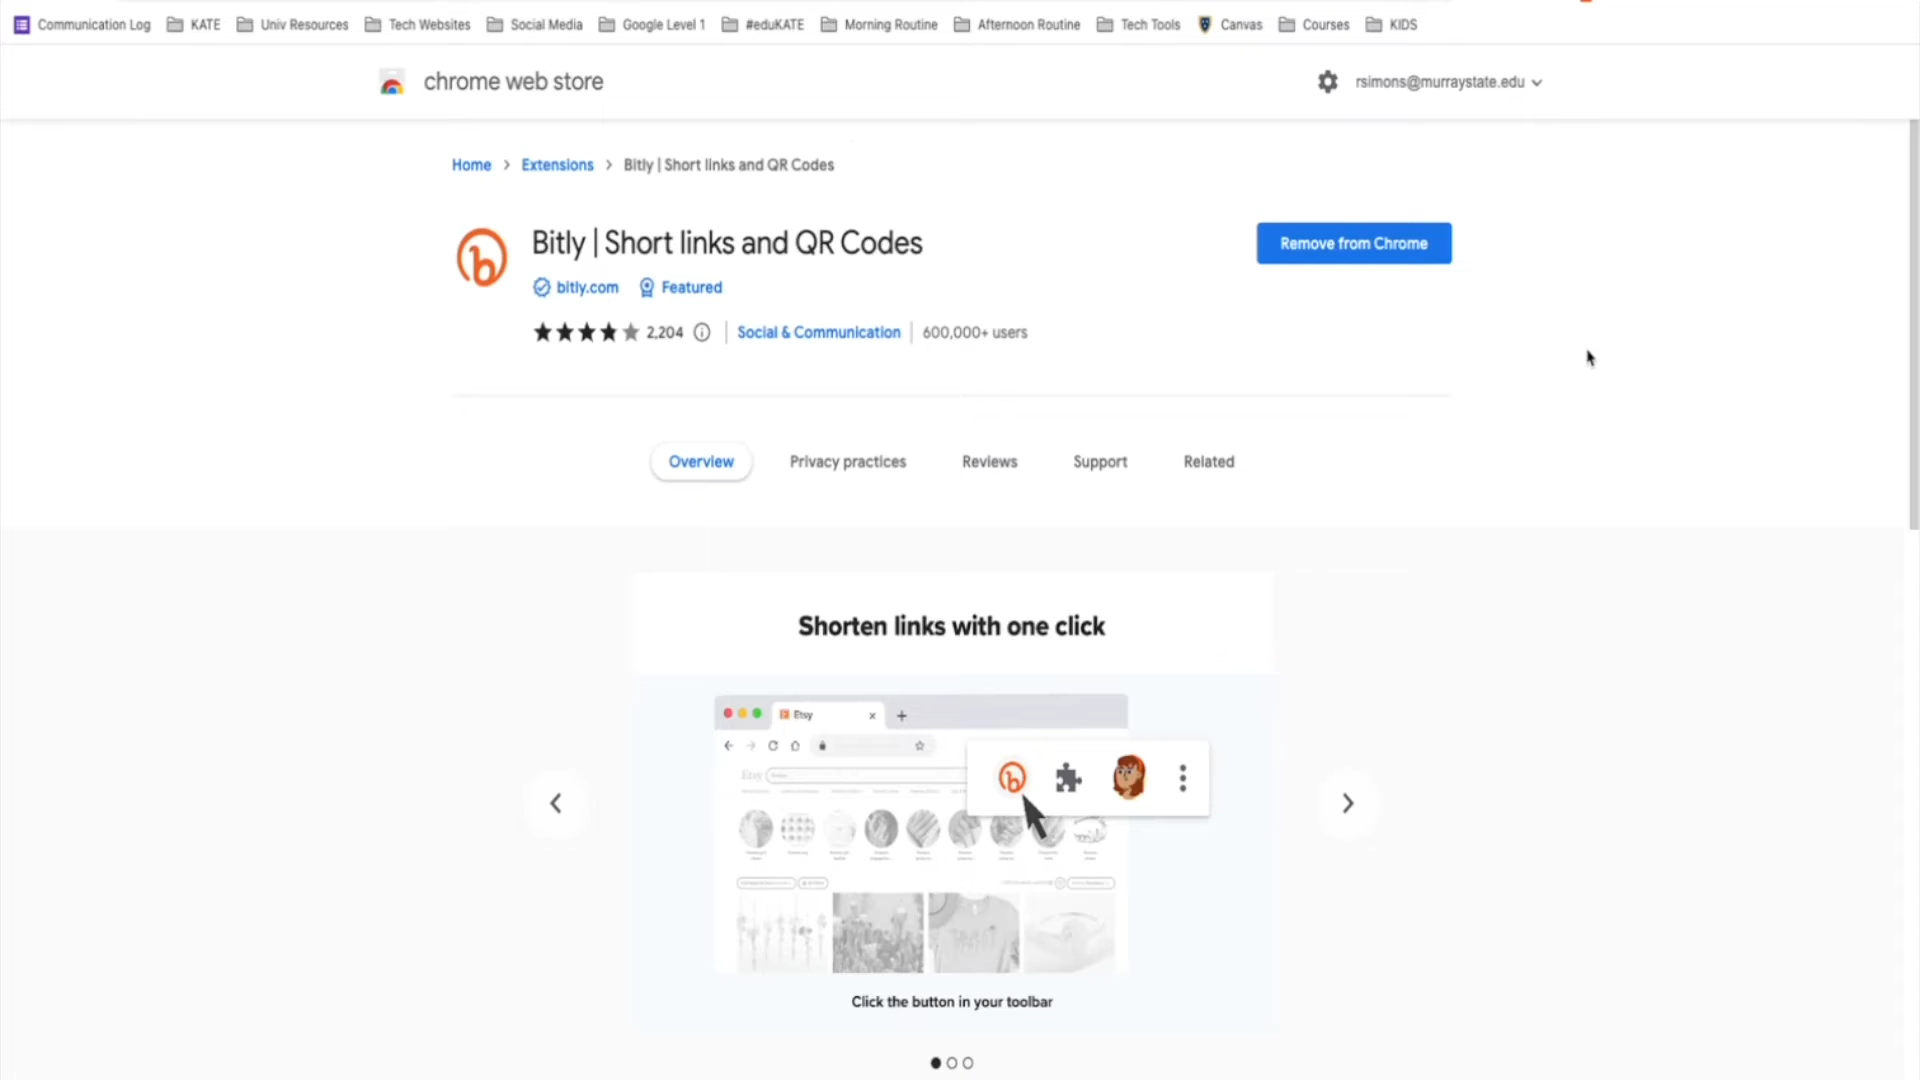 Communication Log KATE Univ Resources Tech Websites Social Media Google Level 1 #eduKATE Morning Routine Afternoon Routine Tech Tools Canvas Courses KIDS
chrome web store rsimons@murraystate.edu
Home > Extensions > Bitly | Short links and QR Codes
Bitly | Short links and QR Codes Remove from Chrome
bitly.com Featured
2,204 Social & Communication 600,000+ users
Overview Privacy practices Reviews Support Related
Shorten links with one click
Etsy
Etsy
Click the button in your toolbar